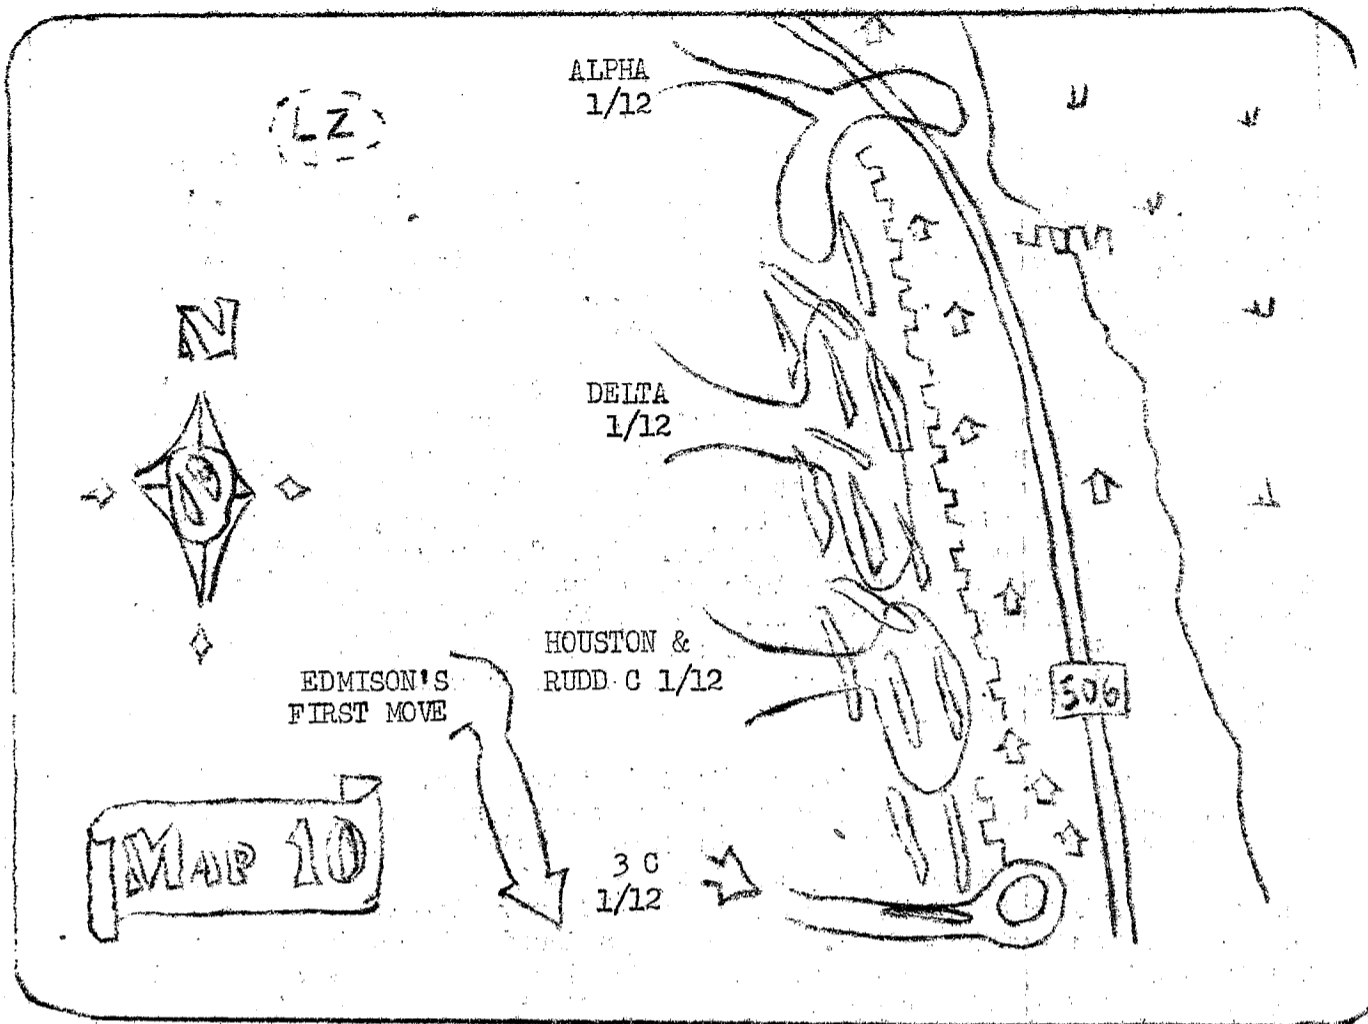 ALPHA
1/12
LZ
N
DELTA
1/12
HOUSTON &
RUDD C 1/12
EDMISON'S
FIRST MOVE
506
MAP 10
3 C
1/12